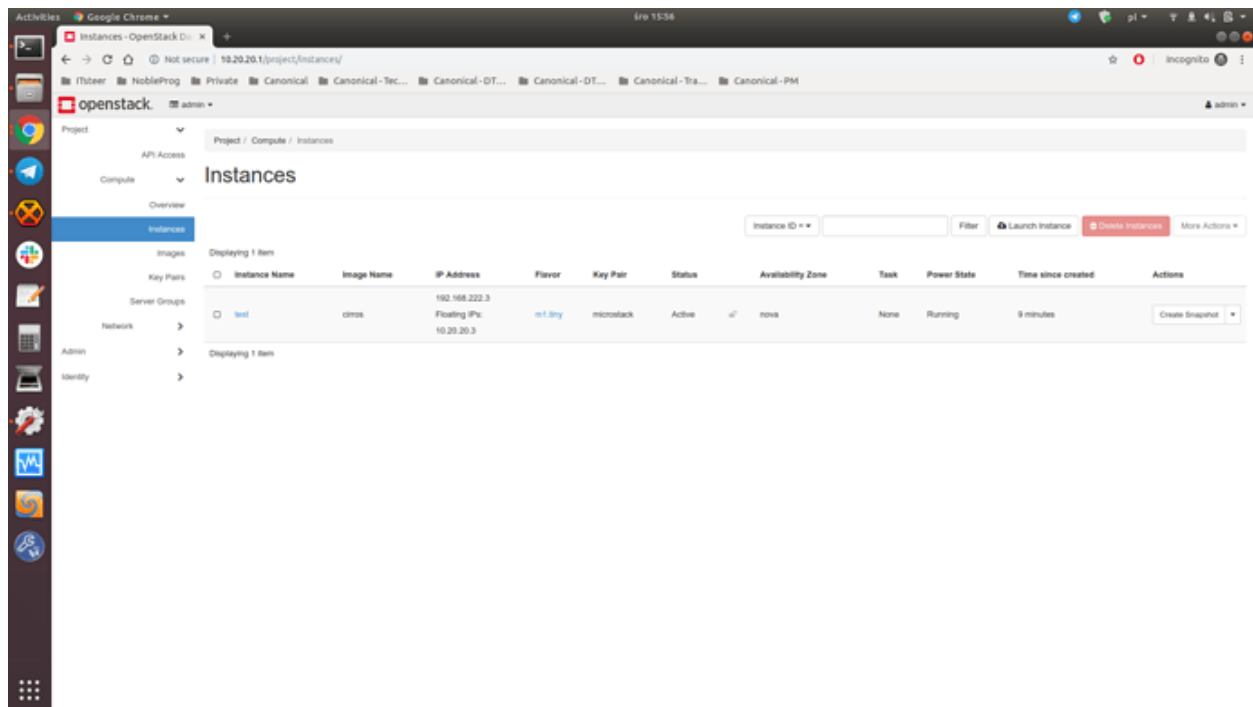 Activities Google Chrome śro 15:56 pl
Instances - OpenStack Da
Not secure 10.20.20.1/project/instances/ Incognito
ITsteer NobleProg Private Canonical Canonical-Tec... Canonical-DT... Canonical-DT... Canonical-Tra... Canonical-PM
openstack. admin admin
Project
API Access
Compute
Overview
Instances
Images
Key Pairs
Server Groups
Network
Admin
Identity
Project / Compute / Instances
Instances
Instance ID = Filter Launch Instance Delete Instances More Actions
Displaying 1 item
Instance Name Image Name IP Address Flavor Key Pair Status Availability Zone Task Power State Time since created Actions
192.168.222.3
test cirros Floating IPs: m1.tiny microstack Active nova None Running 9 minutes Create Snapshot
10.20.20.3
Displaying 1 item